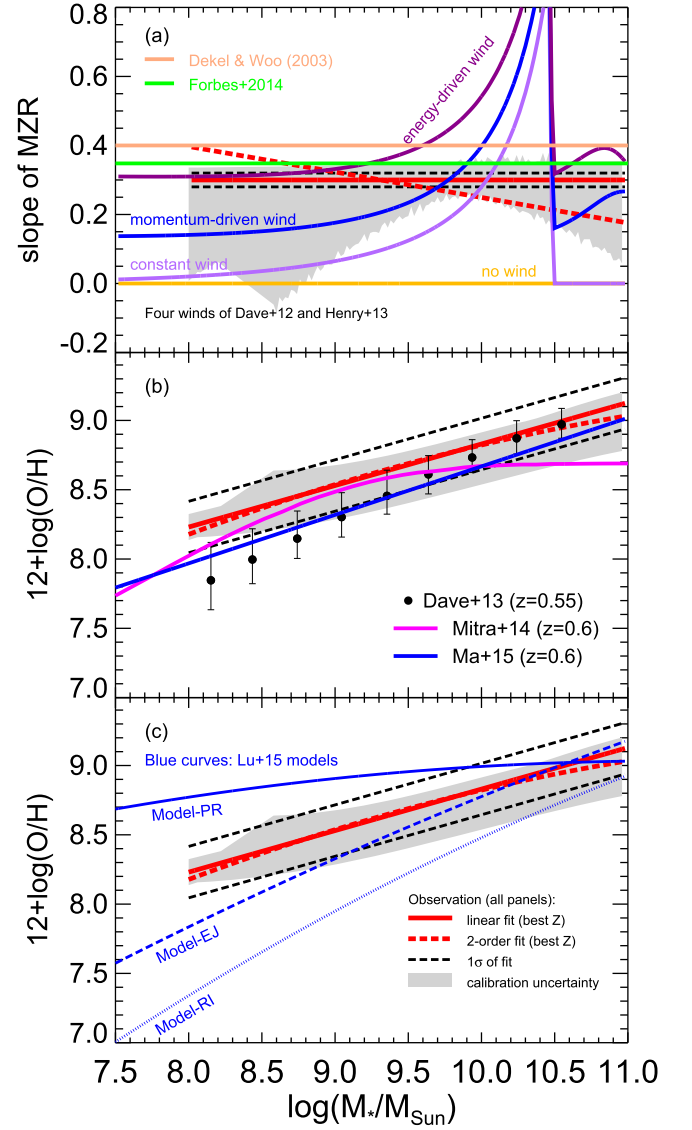 0.8
(a)
Dekel & Woo (2003)
Forbes+2014
energy-driven wind
0.6
0.4
0.2
0.0
-0.2
slope of MZR
momentum-driven wind
constant wind
no wind
Four winds of Dave+12 and Henry+13
(b)
9.0
8.5
8.0
7.5
7.0
12+log(O/H)
Dave+13 (z=0.55)
Mitra+14 (z=0.6)
Ma+15 (z=0.6)
(c)
Blue curves: Lu+15 models
9.0
8.5
8.0
7.5
7.0
12+log(O/H)
Model-PR
Model-EJ
Model-RI
Observation (all panels):
linear fit (best Z)
2-order fit (best Z)
1σ of fit
calibration uncertainty
7.5 8.0 8.5 9.0 9.5 10.0 10.5 11.0
log(M*/MSun)